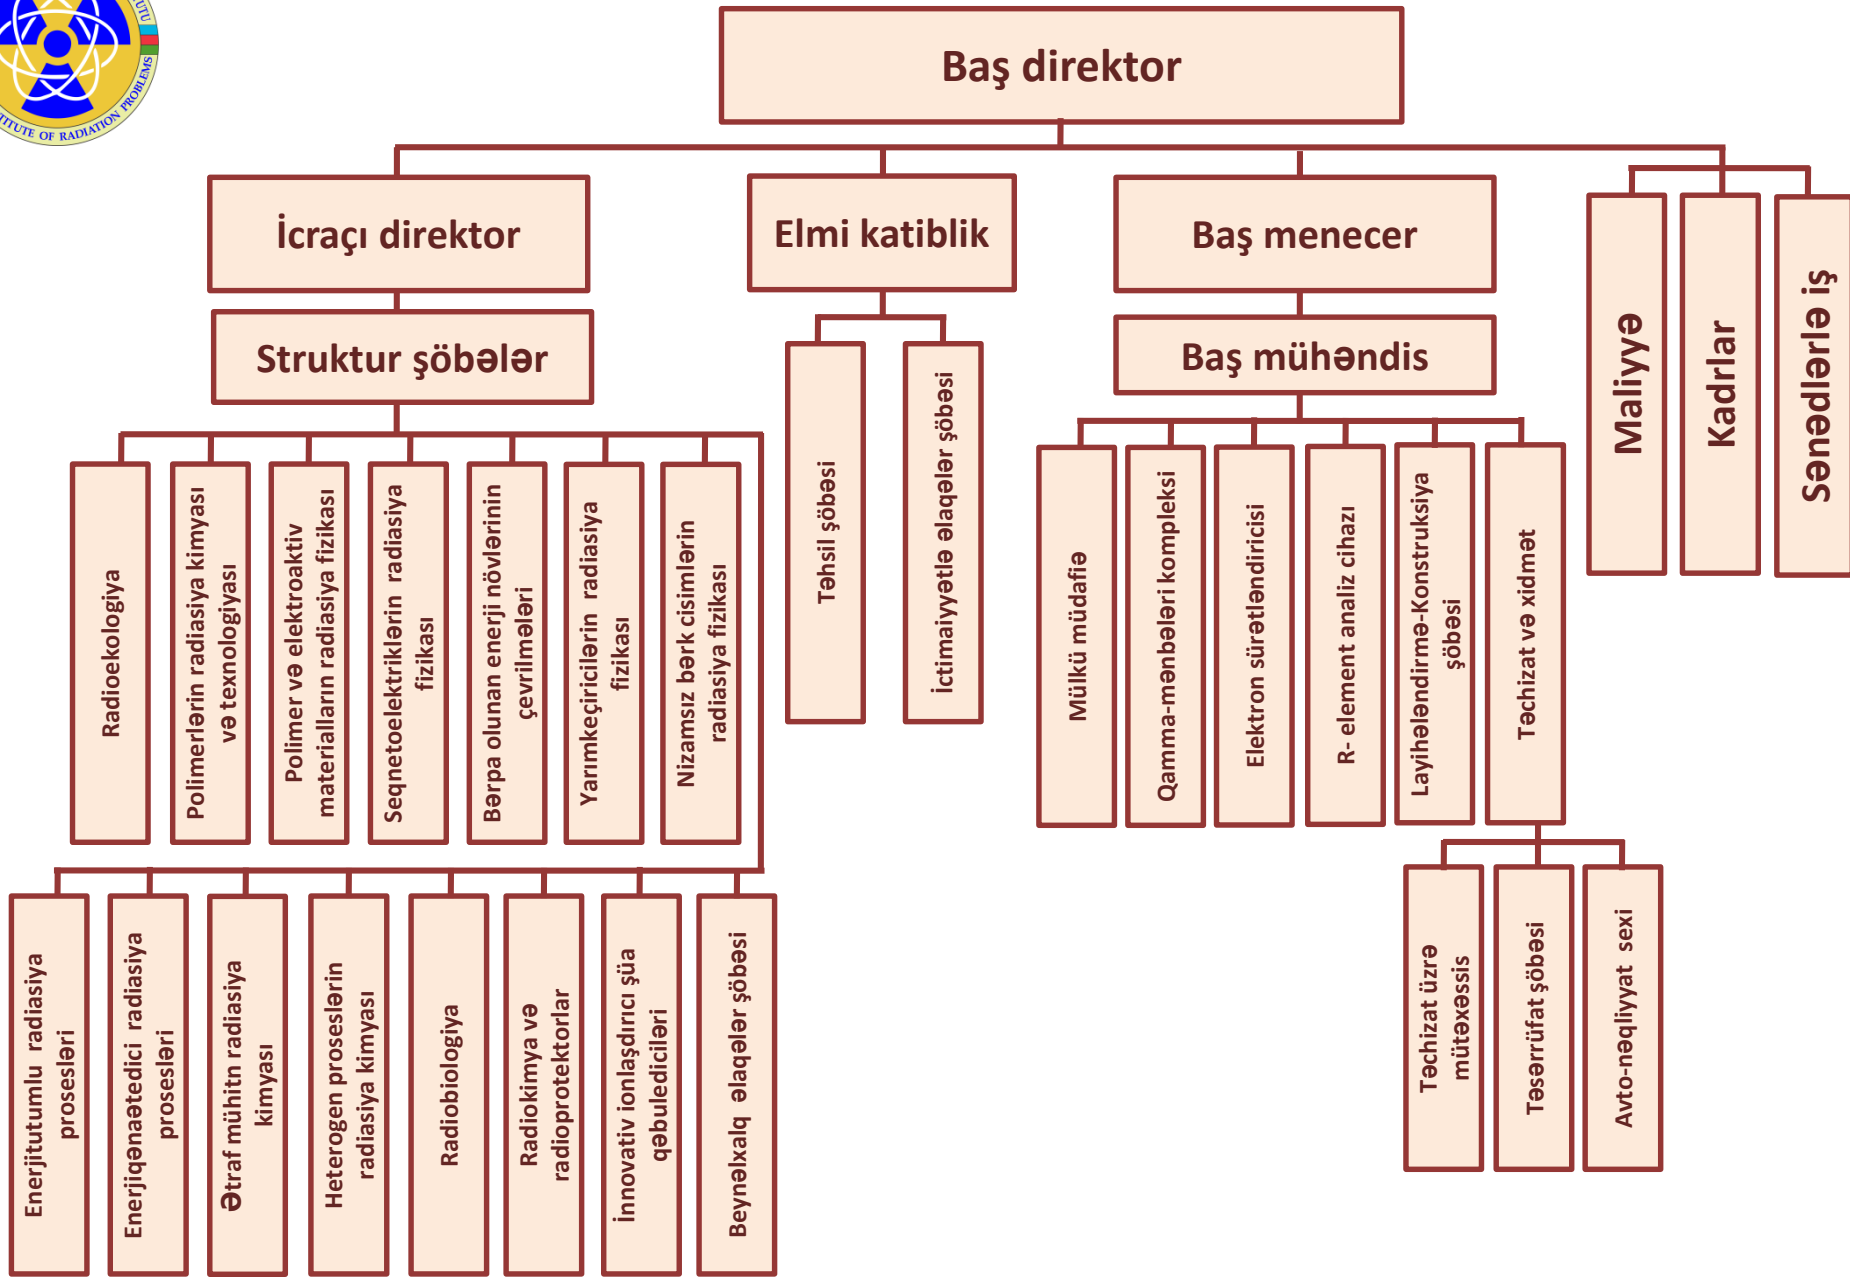 TUTU
TITUTE OF RADIATION PROBLEMS
Baş direktor
İcraçı direktor
Elmi katiblik
Baş menecer
Maliyyə
Kadrlar
Sənədlərlə iş
Struktur şöbələr
Baş mühəndis
Təhsil şöbəsi
İctimaiyyətlə əlaqələr şöbəsi
Radioekologiya
Polimerlərin radiasiya kimyası
və texnologiyası
Polimer və elektroaktiv
materialların radiasiya fizikası
Seqnetoelektriklərin radiasiya
fizikası
Bərpa olunan enerji növlərinin
çevrilmələri
Yarımkeçiricilərin radiasiya
fizikası
Nizamsız bərk cisimlərin
radiasiya fizikası
Mülkü müdafiə
Qamma-mənbələri kompleksi
Elektron sürətləndiricisi
R- element analiz cihazı
Layihələndirmə-Konstruksiya
şöbəsi
Təchizat və xidmət
Enerjitutumlu radiasiya
prosesləri
Enerjiqənaətedici radiasiya
prosesləri
Ətraf mühitn radiasiya
kimyası
Heterogen proseslərin
radiasiya kimyası
Radiobiologiya
Radiokimya və
radioprotektorlar
İnnovativ ionlaşdırıcı şüa
qəbulediciləri
Beynəlxalq əlaqələr şöbəsi
Təchizat üzrə
mütəxəssis
Təsərrüfat şöbəsi
Avto-nəqliyyat sexi